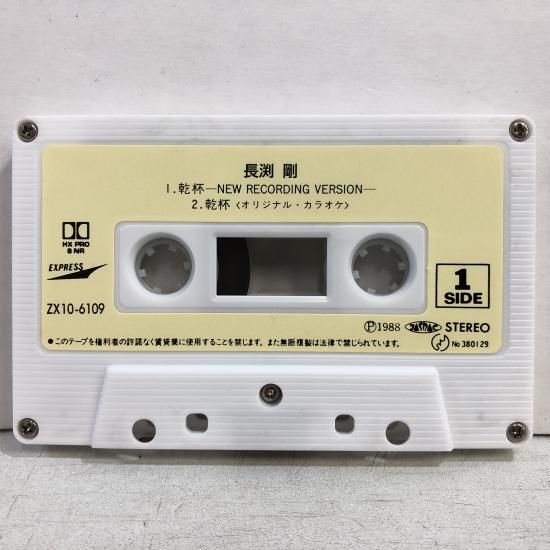 長渕 剛
1.乾杯—NEW RECORDING VERSION—
2.乾杯〈オリジナル・カラオケ〉
HX PRO
B NR
EXPRESS
1
SIDE
ZX10-6109
Ⓟ1988 STEREO
No 380129
●このテープを権利者の許諾なく賃貸業に使用することを禁じます。また無断複製は法律で禁じられています。